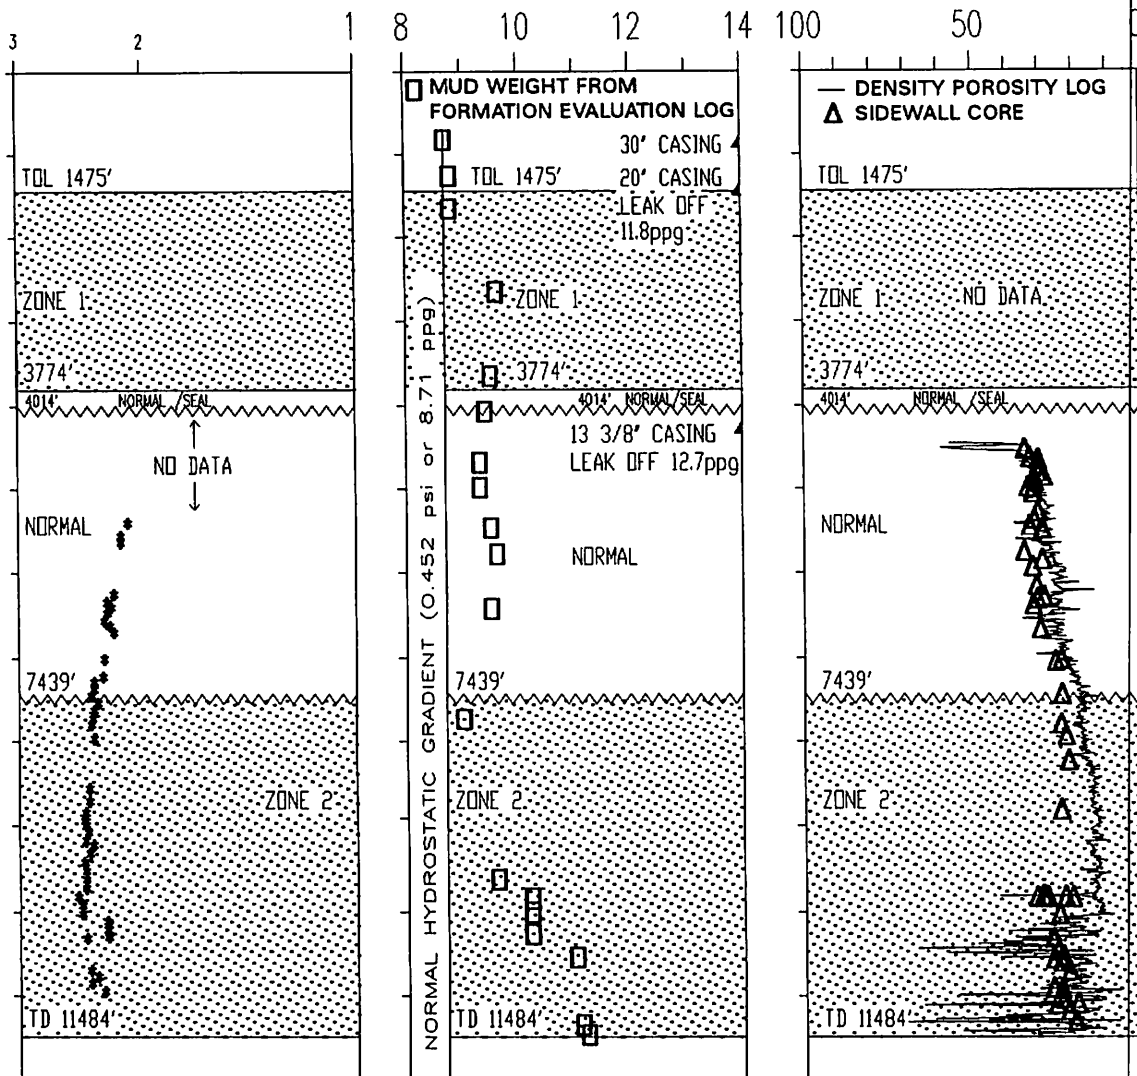 3 2 1
TOL 1475'
ZONE 1
3774'
4014' NORMAL/SEAL
NO DATA
NORMAL
7439'
ZONE 2
TD 11484'
8 10 12 14
MUD WEIGHT FROM
FORMATION EVALUATION LOG
30" CASING
TOL 1475' 20" CASING
LEAK OFF
11.8ppg
ZONE 1
3774'
4014' NORMAL/SEAL
13 3/8" CASING
LEAK OFF 12.7ppg
NORMAL
7439'
ZONE 2
TD 11484'
NORMAL HYDROSTATIC GRADIENT (0.452 psi or 8.71 ppg)
100 50
DENSITY POROSITY LOG
SIDEWALL CORE
TOL 1475'
ZONE 1 NO DATA
3774'
4014' NORMAL/SEAL
NORMAL
7439'
ZONE 2
TD 11484'